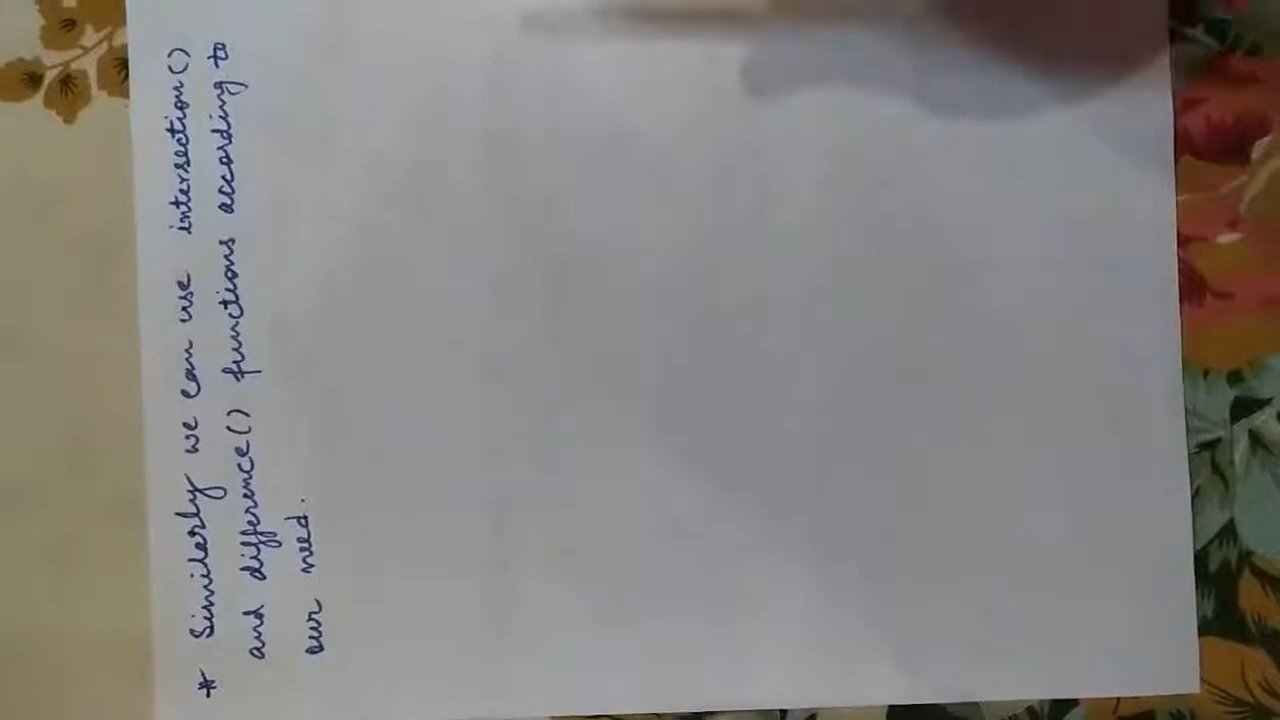 * Similarly we can use intersection()
and difference() functions according to
our need.